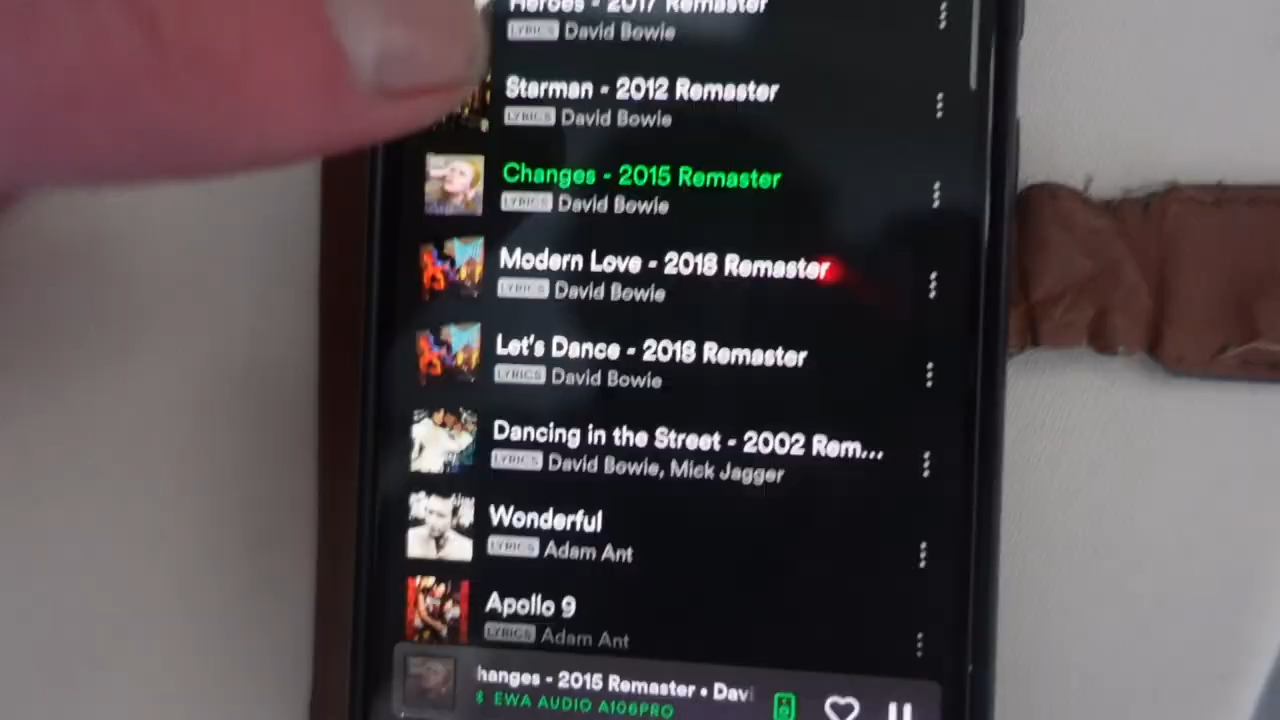 Heroes - 2017 Remaster
LYRICS David Bowie
Starman - 2012 Remaster
LYRICS David Bowie
Changes - 2015 Remaster
LYRICS David Bowie
Modern Love - 2018 Remaster
LYRICS David Bowie
Let's Dance - 2018 Remaster
LYRICS David Bowie
Dancing in the Street - 2002 Rem...
LYRICS David Bowie, Mick Jagger
Wonderful
LYRICS Adam Ant
Apollo 9
LYRICS Adam Ant
hanges - 2015 Remaster • Davi
EWA AUDIO A106PRO